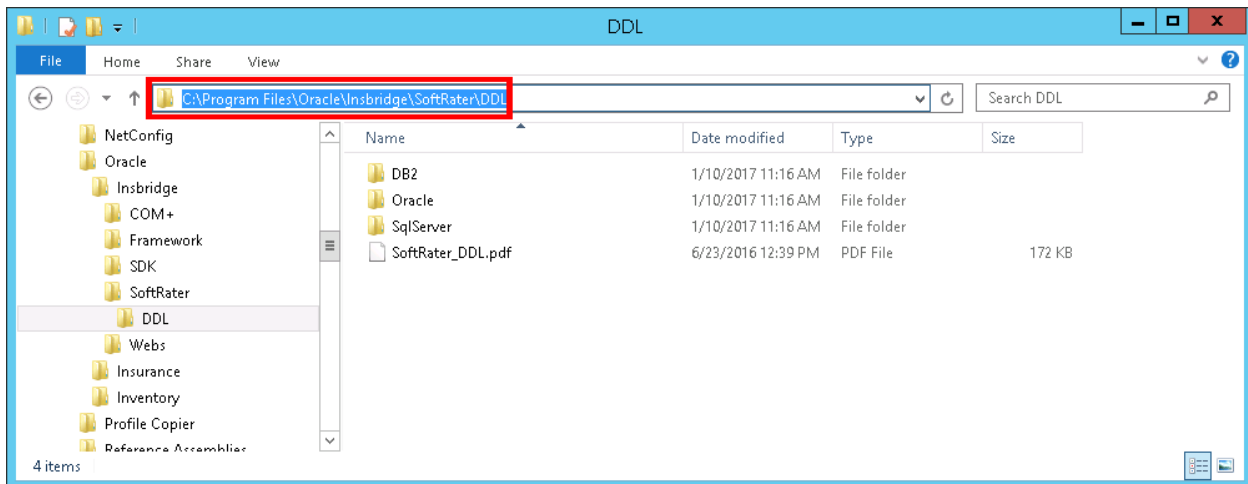 DDL
File Home Share View
C:\Program Files\Oracle\Insbridge\SoftRater\DDL
Search DDL
NetConfig
Oracle
Insbridge
COM+
Framework
SDK
SoftRater
DDL
Webs
Insurance
Inventory
Profile Copier
Reference Assemblies
Name Date modified Type Size
DB2 1/10/2017 11:16 AM File folder
Oracle 1/10/2017 11:16 AM File folder
SqlServer 1/10/2017 11:16 AM File folder
SoftRater_DDL.pdf 6/23/2016 12:39 PM PDF File 172 KB
4 items